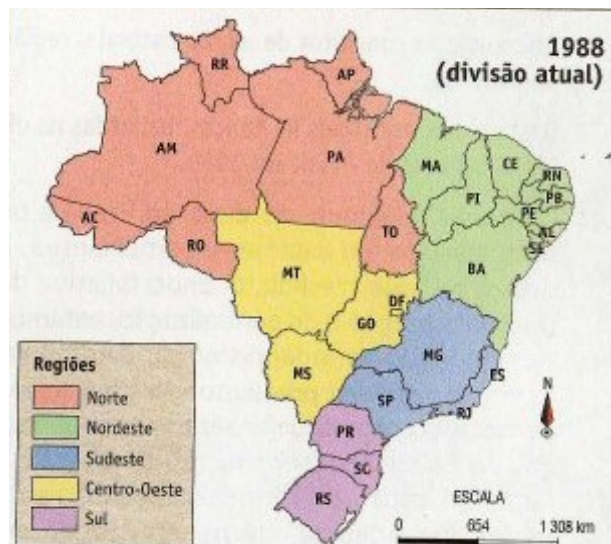 1988
(divisão atual)
RR
AP
AM
PA
MA
CE
RN
PB
PI
PE
AL
SE
AC
RO
TO
BA
MT
DF
GO
MG
MS
ES
SP
RJ
PR
SC
RS
Regiões
Norte
Nordeste
Sudeste
Centro-Oeste
Sul
N
ESCALA
0 654 1 308 km